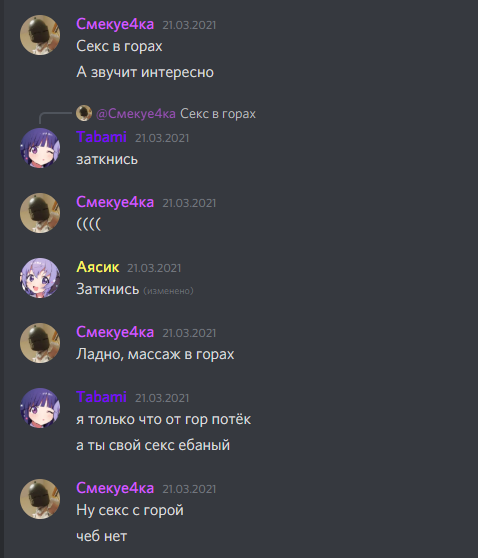 Смекуе4ка 21.03.2021
Секс в горах
А звучит интересно
@Смекуе4ка Секс в горах
Tabami 21.03.2021
заткнись
Смекуе4ка 21.03.2021
((((
Аясик 21.03.2021
Заткнись (изменено)
Смекуе4ка 21.03.2021
Ладно, массаж в горах
Tabami 21.03.2021
я только что от гор потёк
а ты свой секс ебаный
Смекуе4ка 21.03.2021
Ну секс с горой
чеб нет